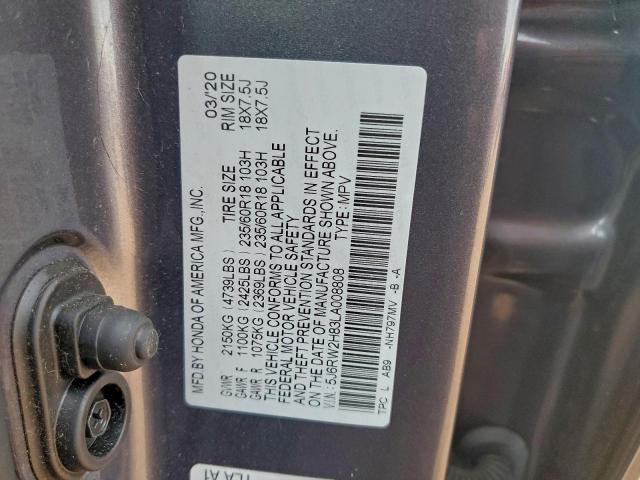 MFD.BY HONDA OF AMERICA MFG.,INC. 03/'20
GVWR 2150KG (4739LBS) TIRE SIZE RIM SIZE
GAWR F 1100KG (2425LBS) 235/60R18 103H 18X7.5J
GAWR R 1075KG (2369LBS) 235/60R18 103H 18X7.5J
THIS VEHICLE CONFORMS TO ALL APPLICABLE
FEDERAL MOTOR VEHICLE SAFETY
AND THEFT PREVENTION STANDARDS IN EFFECT
ON THE DATE OF MANUFACTURE SHOWN ABOVE.
V.I.N.: 5J6RW2H83LA006808 TYPE:MPV
TPC L AB9 -NH797MV -B -A